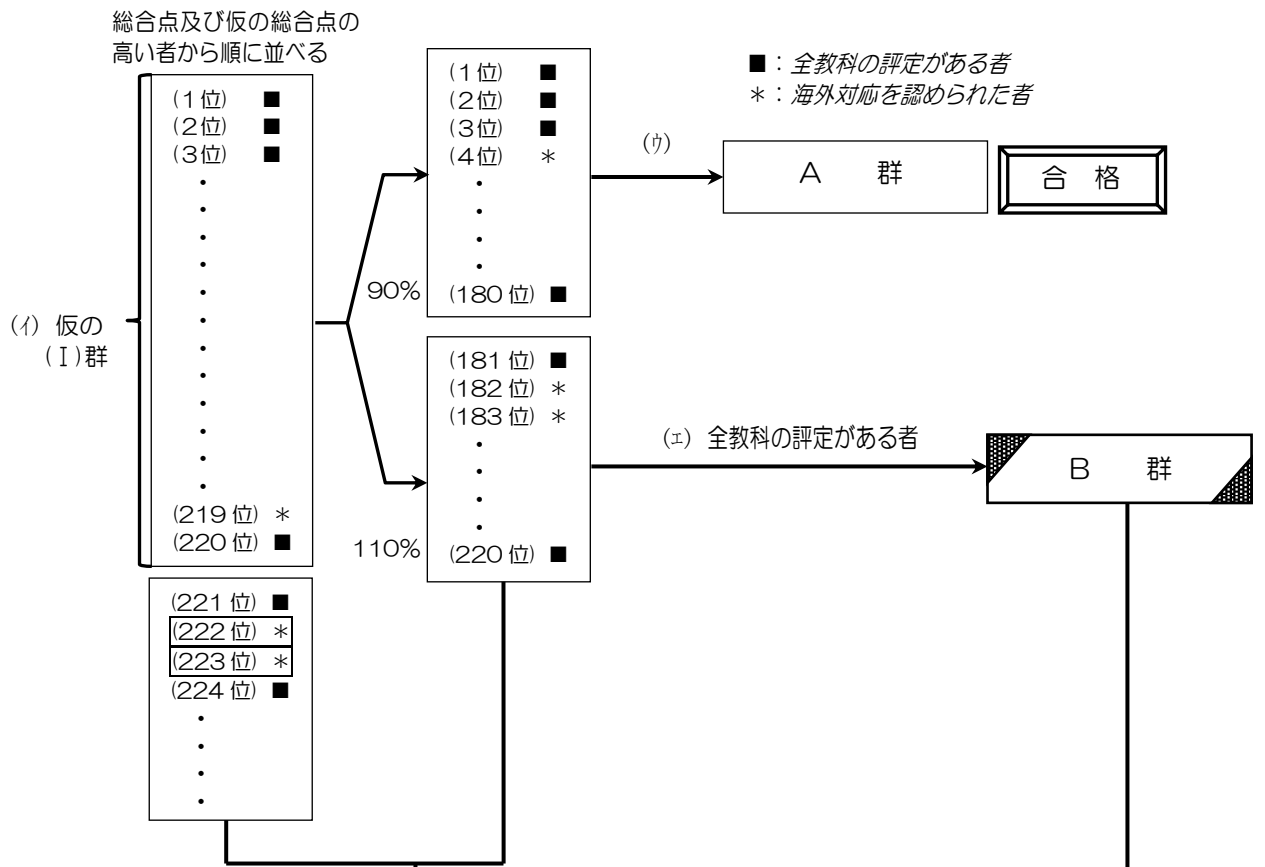 総合点及び仮の総合点の
高い者から順に並べる
(1位) ■
(2位) ■
(3位) ■
・
・
・
・
・
・
・
・
・
・
・
・
(219位) ＊
(220位) ■
(ｲ) 仮の
(Ⅰ)群
(221位) ■
(222位) ＊
(223位) ＊
(224位) ■
・
・
・
・
90%
110%
(1位) ■
(2位) ■
(3位) ■
(4位) ＊
・
・
・
・
(180位) ■
(181位) ■
(182位) ＊
(183位) ＊
・
・
・
・
(220位) ■
■：全教科の評定がある者
＊：海外対応を認められた者
(ｳ)
A 群
合 格
(ｴ) 全教科の評定がある者
B 群